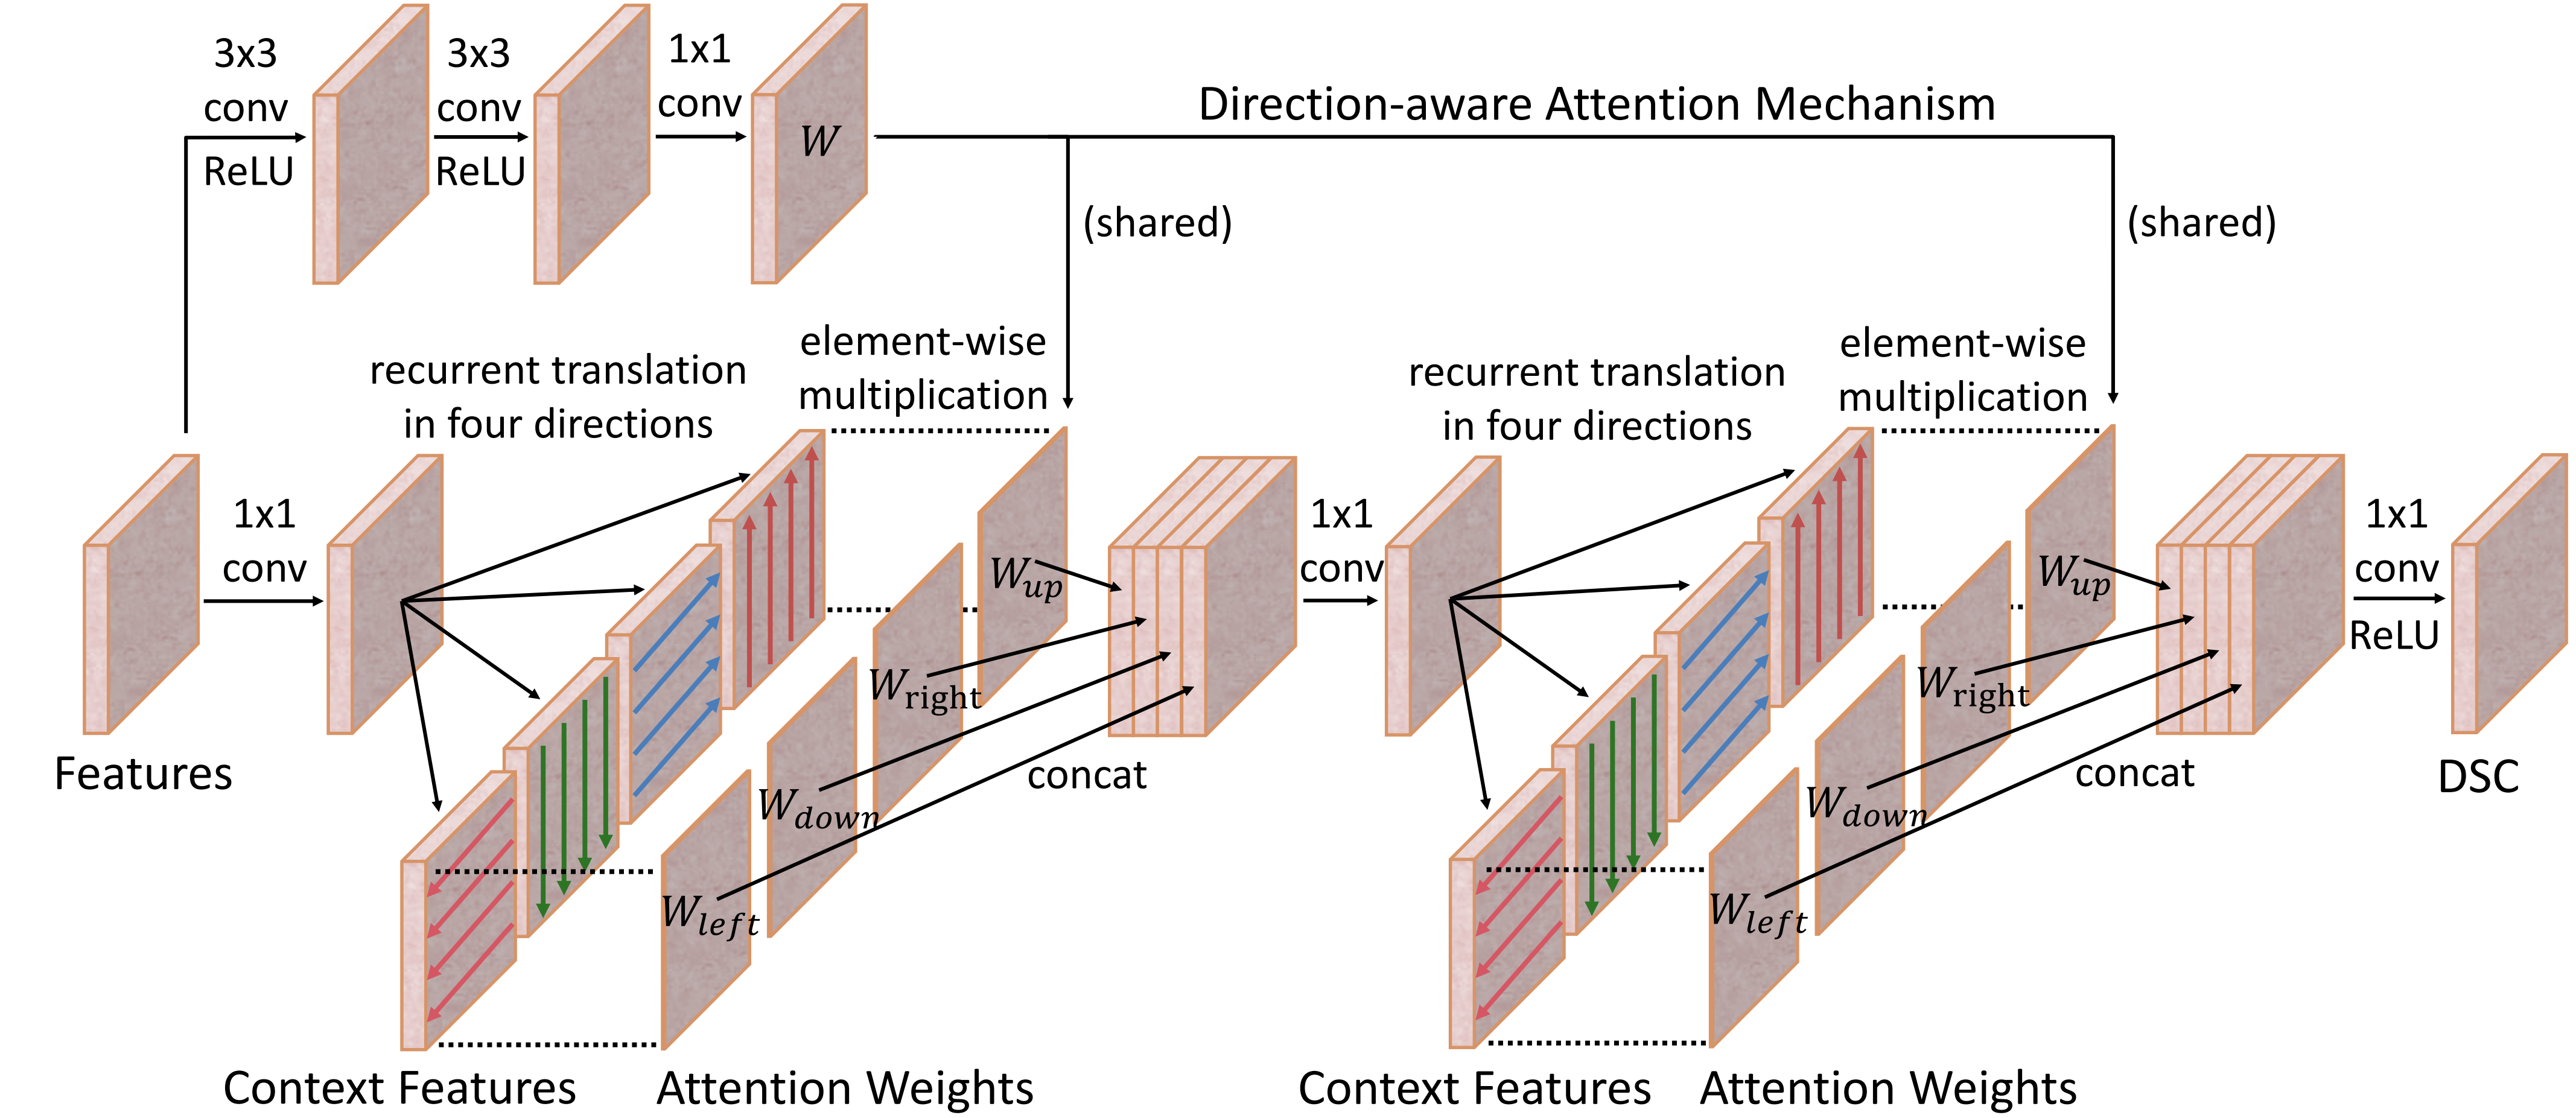 3x3
conv
ReLU
3x3
conv
ReLU
1x1
conv
W
Direction-aware Attention Mechanism
(shared)
(shared)
recurrent translation
in four directions
element-wise
multiplication
recurrent translation
in four directions
element-wise
multiplication
Features
1x1
conv
W_up
W_right
W_down
W_left
concat
1x1
conv
W_up
W_right
W_down
W_left
concat
1x1
conv
ReLU
DSC
Context Features
Attention Weights
Context Features
Attention Weights